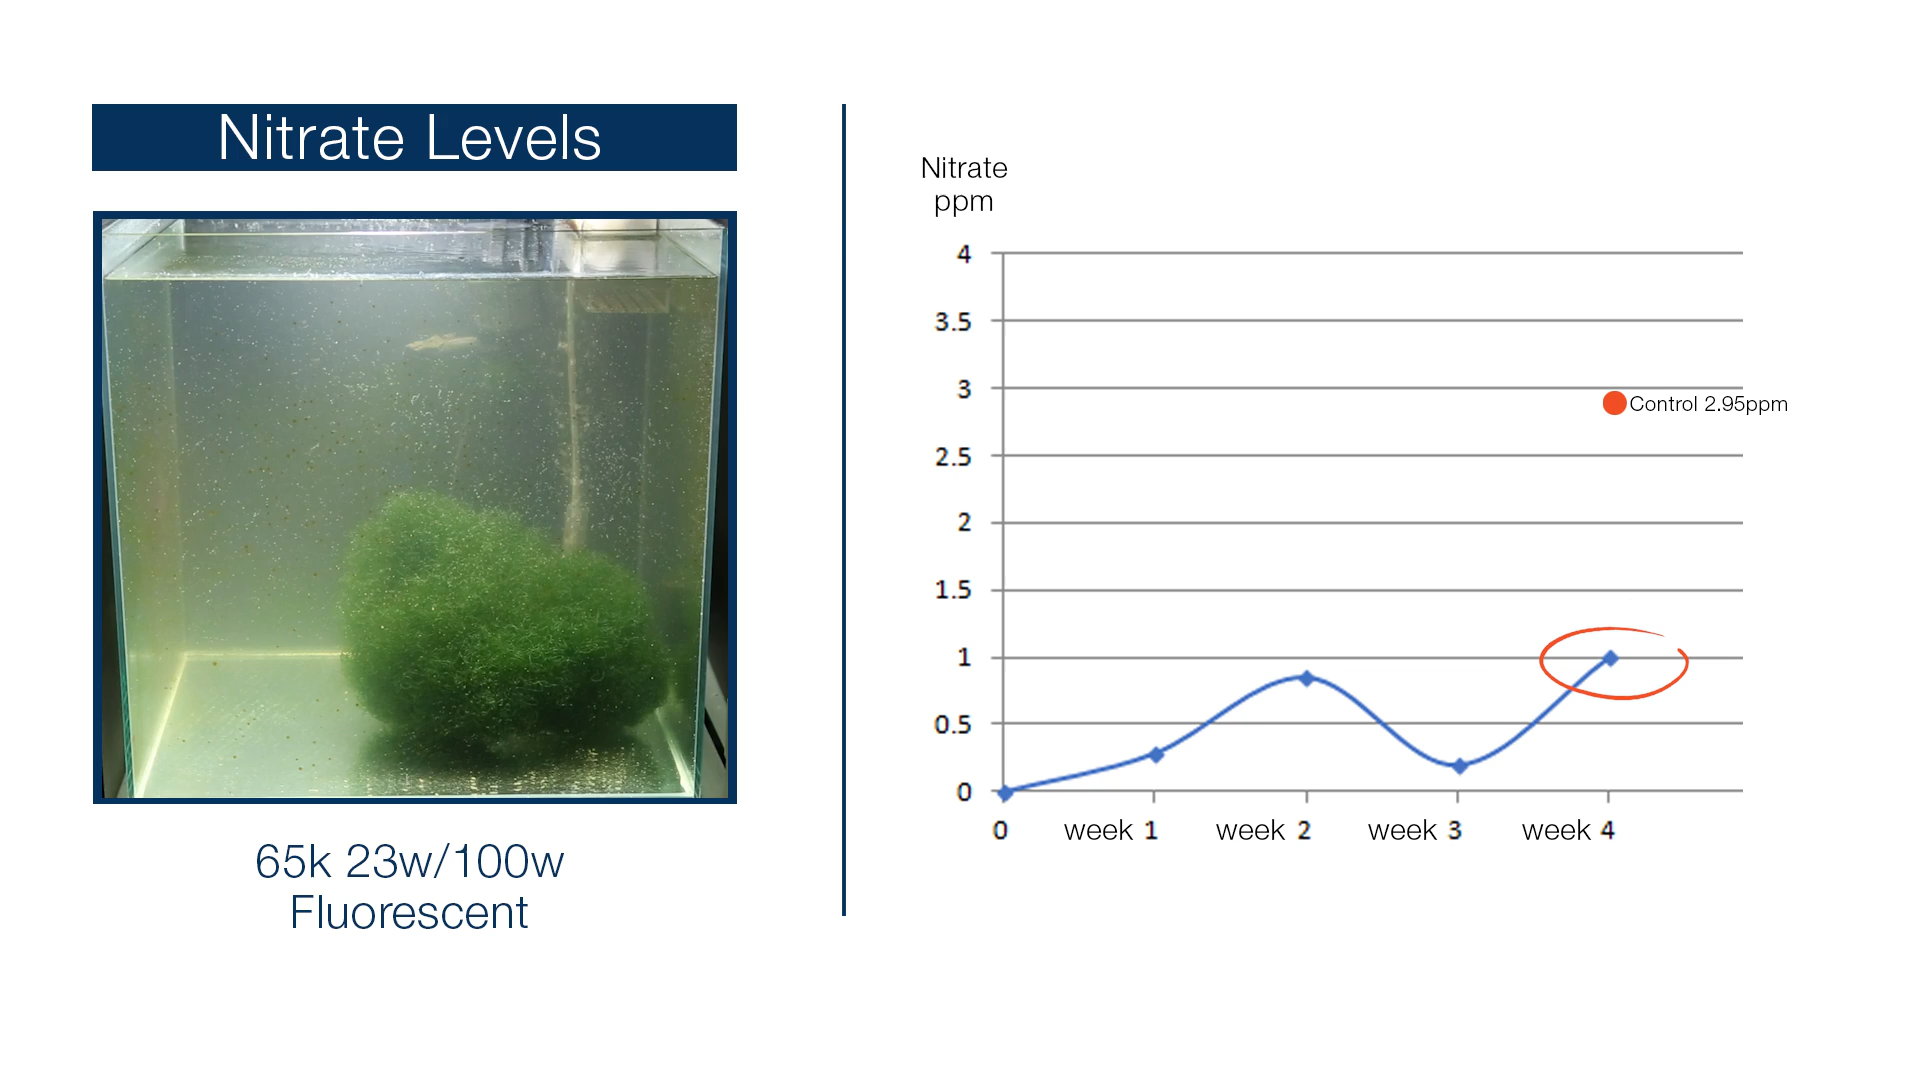 Nitrate Levels
65k 23w/100w
Fluorescent
Nitrate
ppm
4
3.5
3
2.5
2
1.5
1
0.5
0
Control 2.95ppm
0 week 1 week 2 week 3 week 4